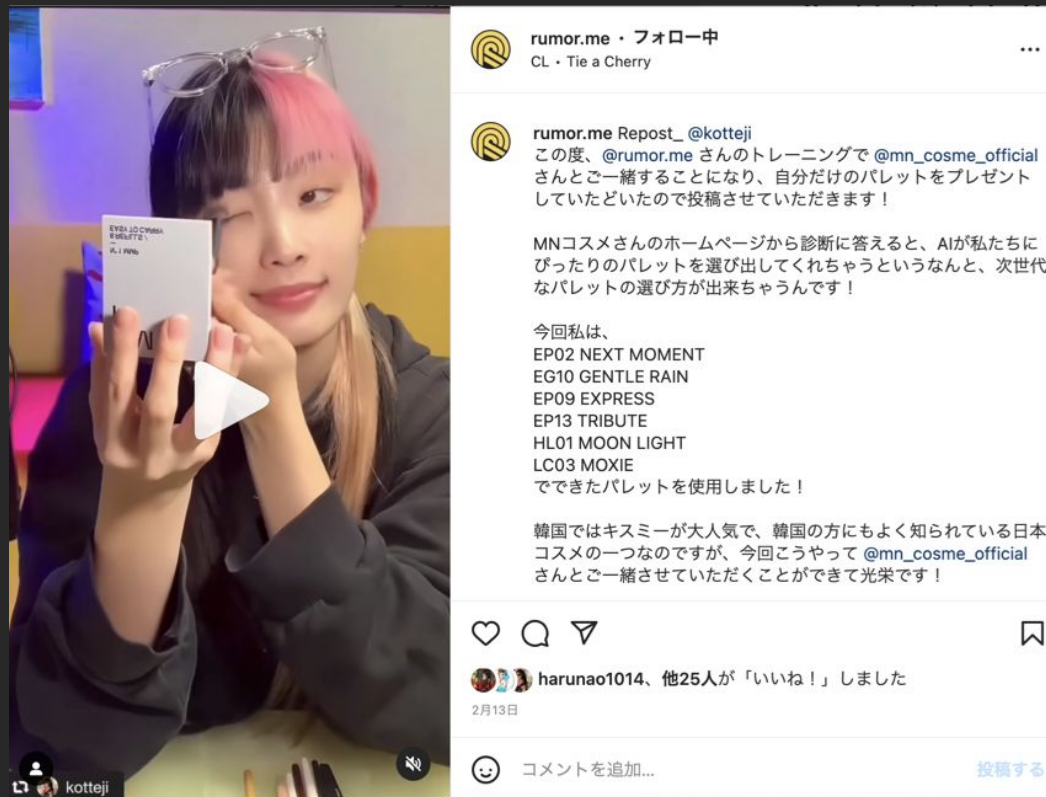 rumor.me・フォロー中
CL・Tie a Cherry
rumor.me Repost_ @kotteji
この度、@rumor.me さんのトレーニングで @mn_cosme_official
さんとご一緒することになり、自分だけのパレットをプレゼント
していたどいたので投稿させていただきます！
MNコスメさんのホームページから診断に答えると、AIが私たちに
ぴったりのパレットを選び出してくれちゃうというなんと、次世代
なパレットの選び方が出来ちゃうんです！
今回私は、
EP02 NEXT MOMENT
EG10 GENTLE RAIN
EP09 EXPRESS
EP13 TRIBUTE
HL01 MOON LIGHT
LC03 MOXIE
でできたパレットを使用しました！
韓国ではキスミーが大人気で、韓国の方にもよく知られている日本
コスメの一つなのですが、今回こうやって @mn_cosme_official
さんとご一緒させていただくことができて光栄です！
harunao1014、他25人が「いいね！」しました
2月13日
コメントを追加...
投稿する
kotteji